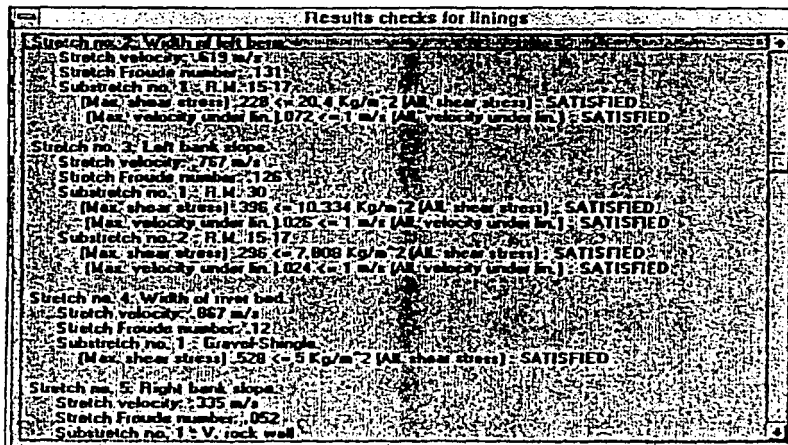 Results checks for linings
Stretch no. 2: Width of left berm
Stretch velocity: .619 m/s
Stretch Froude number: .131
Substretch no. 1 - R.M. 15-17
(Max. shear stress) .228 <= 20.4 Kg/m^2 (All. shear stress) - SATISFIED
(Max. velocity under lin.) .072 <= 1 m/s (All. velocity under lin.) - SATISFIED
Stretch no. 3: Left bank slope
Stretch velocity: .767 m/s
Stretch Froude number: .126
Substretch no. 1 - R.M. 30
(Max. shear stress) .396 <= 10.334 Kg/m^2 (All. shear stress) - SATISFIED
(Max. velocity under lin.) .026 <= 1 m/s (All. velocity under lin.) - SATISFIED
Substretch no. 2 - R.M. 15-17
(Max. shear stress) .296 <= 7.808 Kg/m^2 (All. shear stress) - SATISFIED
(Max. velocity under lin.) .024 <= 1 m/s (All. velocity under lin.) - SATISFIED
Stretch no. 4: Width of river bed
Stretch velocity: .867 m/s
Stretch Froude number: .12
Substretch no. 1 - Gravel-Shingle
(Max. shear stress) .528 <= 5 Kg/m^2 (All. shear stress) - SATISFIED
Stretch no. 5: Right bank slope
Stretch velocity: .335 m/s
Stretch Froude number: .052
Substretch no. 1 - V. rock wall